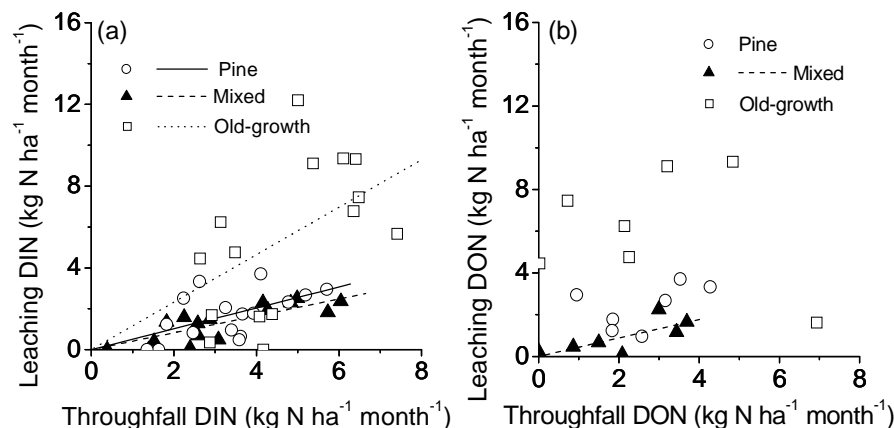 (a)
Pine
Mixed
Old-growth
16
12
8
4
0
0 2 4 6 8
Leaching DIN (kg N ha⁻¹ month⁻¹)
Throughfall DIN (kg N ha⁻¹ month⁻¹)
(b)
Pine
Mixed
Old-growth
16
12
8
4
0
0 2 4 6 8
Leaching DON (kg N ha⁻¹ month⁻¹)
Throughfall DON (kg N ha⁻¹ month⁻¹)